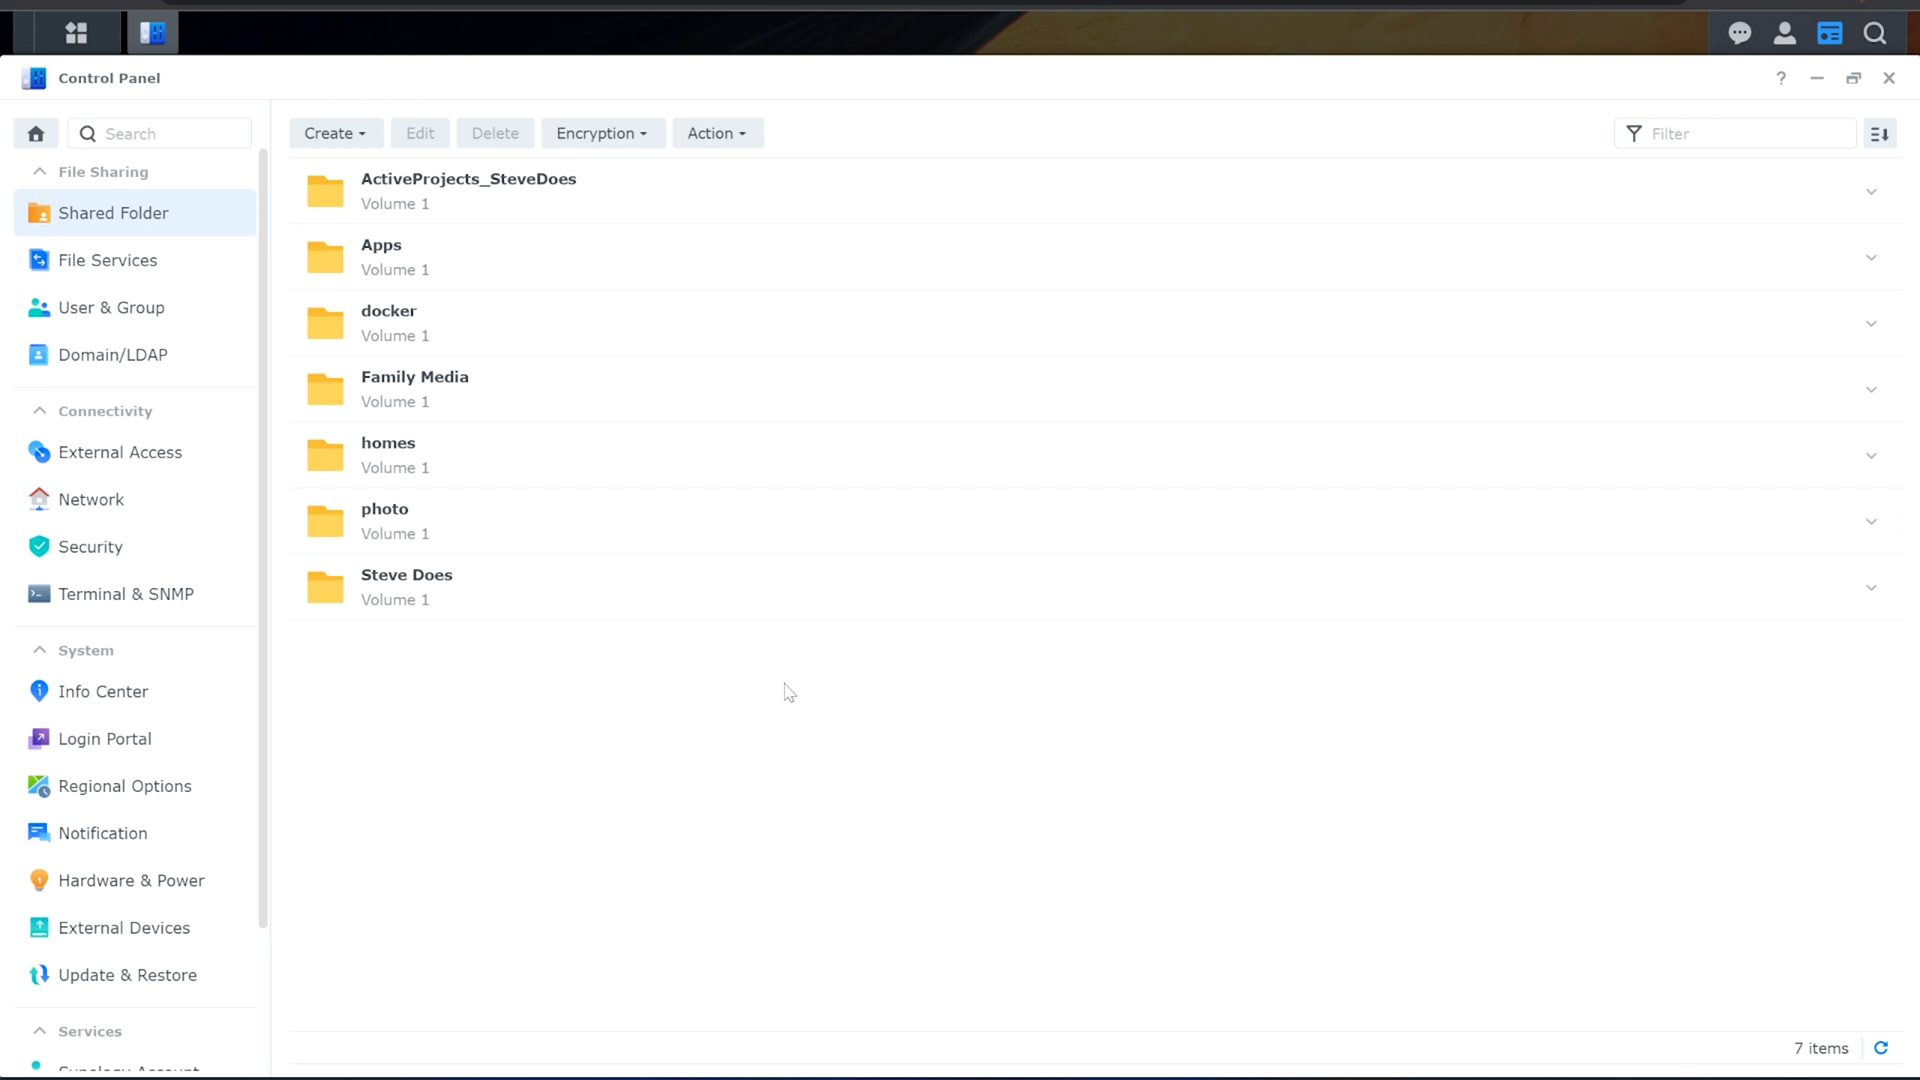 Control Panel
?
Search
File Sharing
Shared Folder
File Services
User & Group
Domain/LDAP
Connectivity
External Access
Network
Security
Terminal & SNMP
System
Info Center
Login Portal
Regional Options
Notification
Hardware & Power
External Devices
Update & Restore
Services
Synology Account
Create
Edit
Delete
Encryption
Action
Filter
ActiveProjects_SteveDoes
Volume 1
Apps
Volume 1
docker
Volume 1
Family Media
Volume 1
homes
Volume 1
photo
Volume 1
Steve Does
Volume 1
7 items